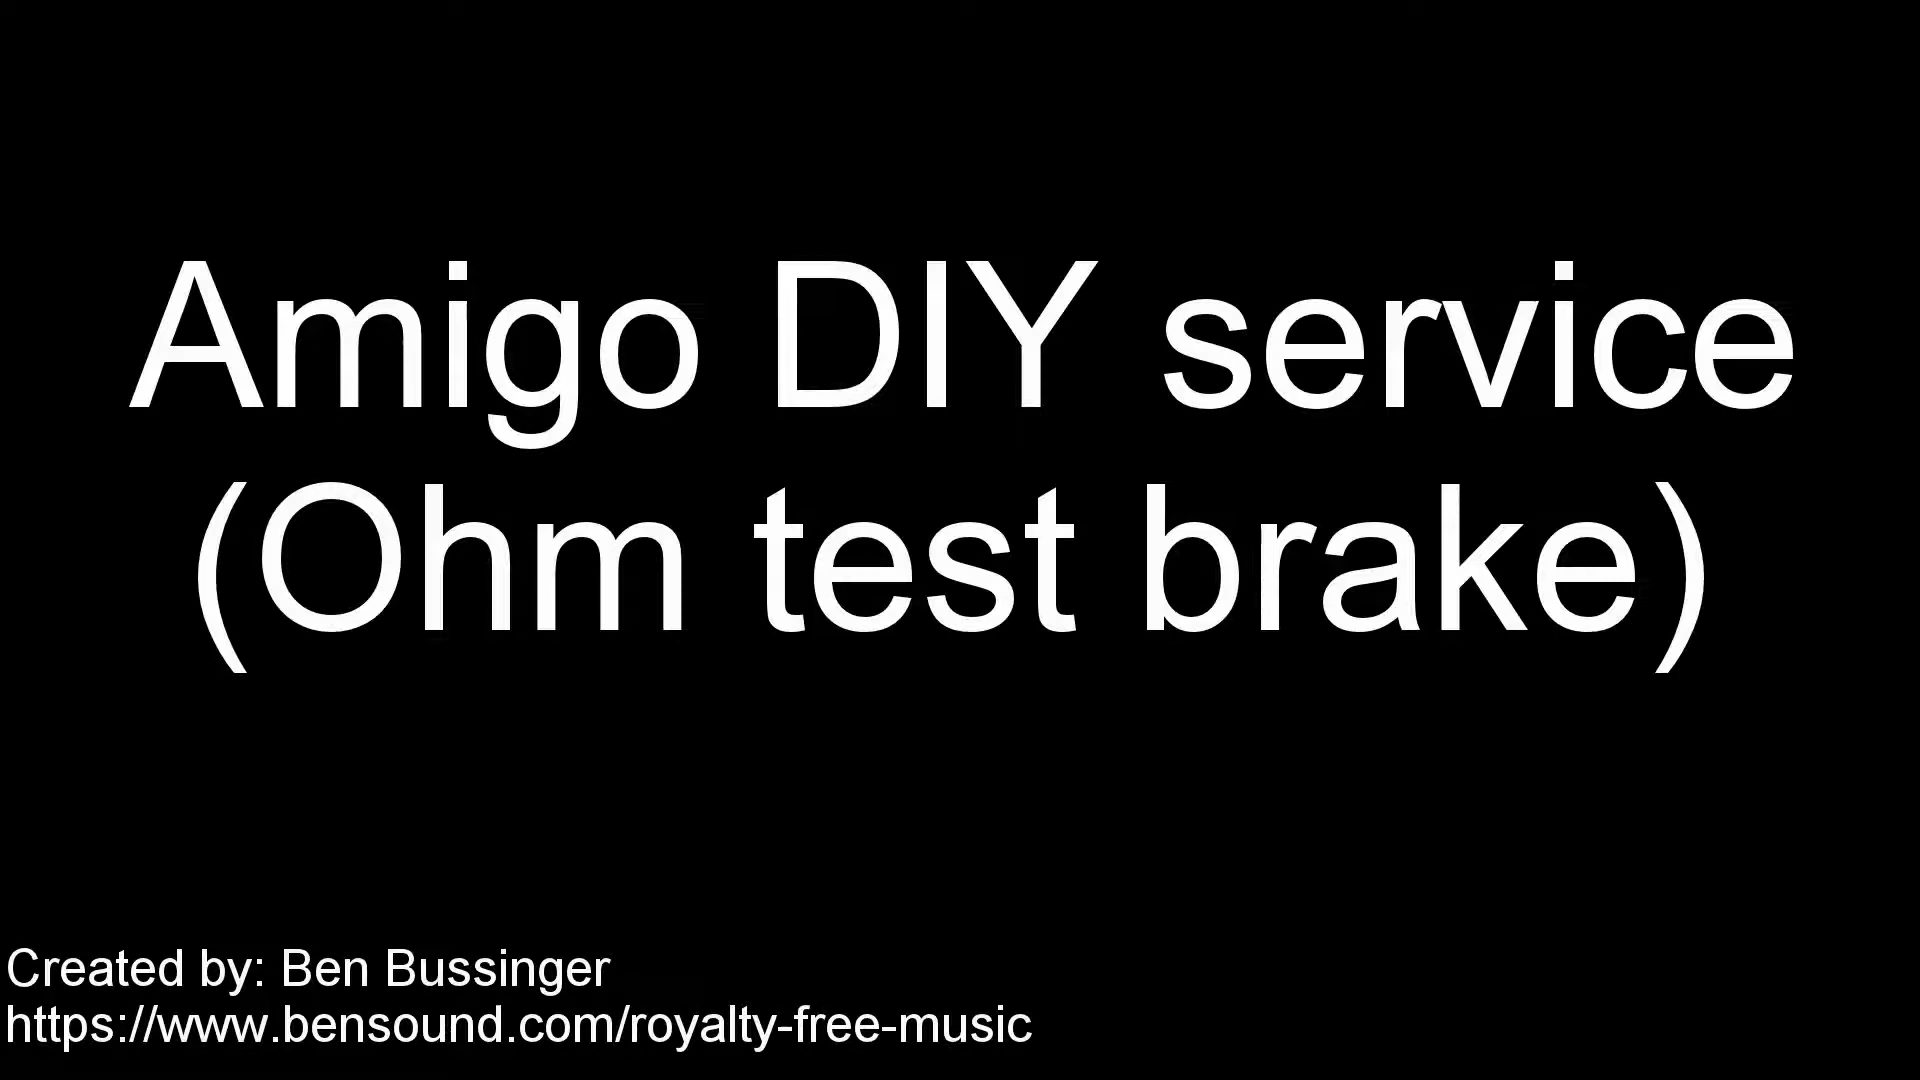 Amigo DIY service
(Ohm test brake)
Created by: Ben Bussinger
https://www.bensound.com/royalty-free-music